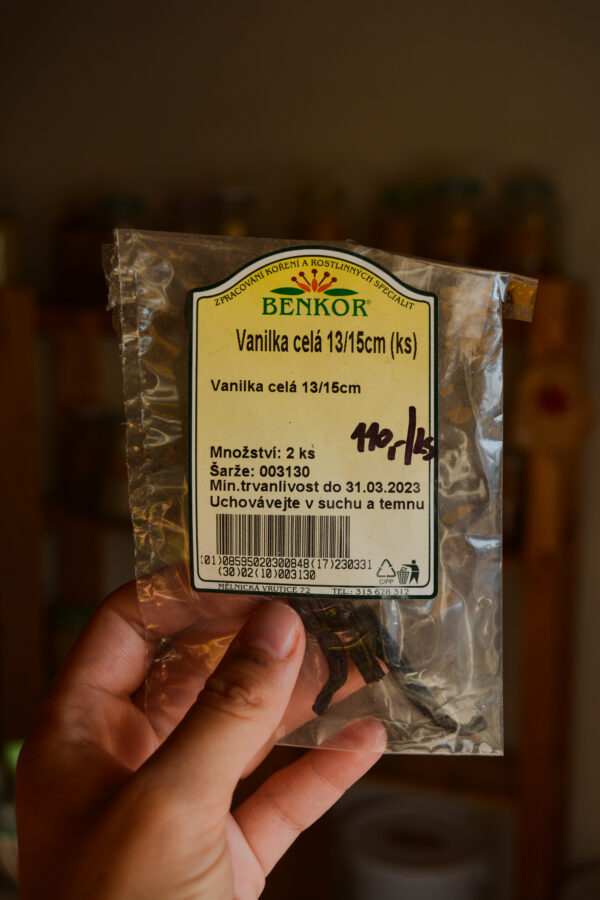 ZPRACOVÁNÍ KOŘENÍ A ROSTLINNÝCH SPECIALIT
BENKOR®
Vanilka celá 13/15cm (ks)
Vanilka celá 13/15cm
110,-/ks
Množství: 2 ks
Šarže: 003130
Min.trvanlivost do 31.03.2023
Uchovávejte v suchu a temnu
(01)08595020300848(17)230331
(30)02(10)003130
C/PP
MĚLNICKÁ VRUTICE 72 TEL.: 315 628 312